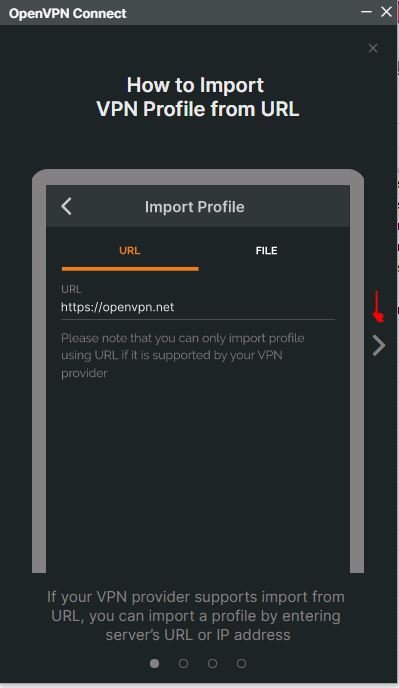 OpenVPN Connect
How to Import
VPN Profile from URL
Import Profile
URL
FILE
URL
https://openvpn.net
Please note that you can only import profile
using URL if it is supported by your VPN
provider
If your VPN provider supports import from
URL, you can import a profile by entering
server's URL or IP address